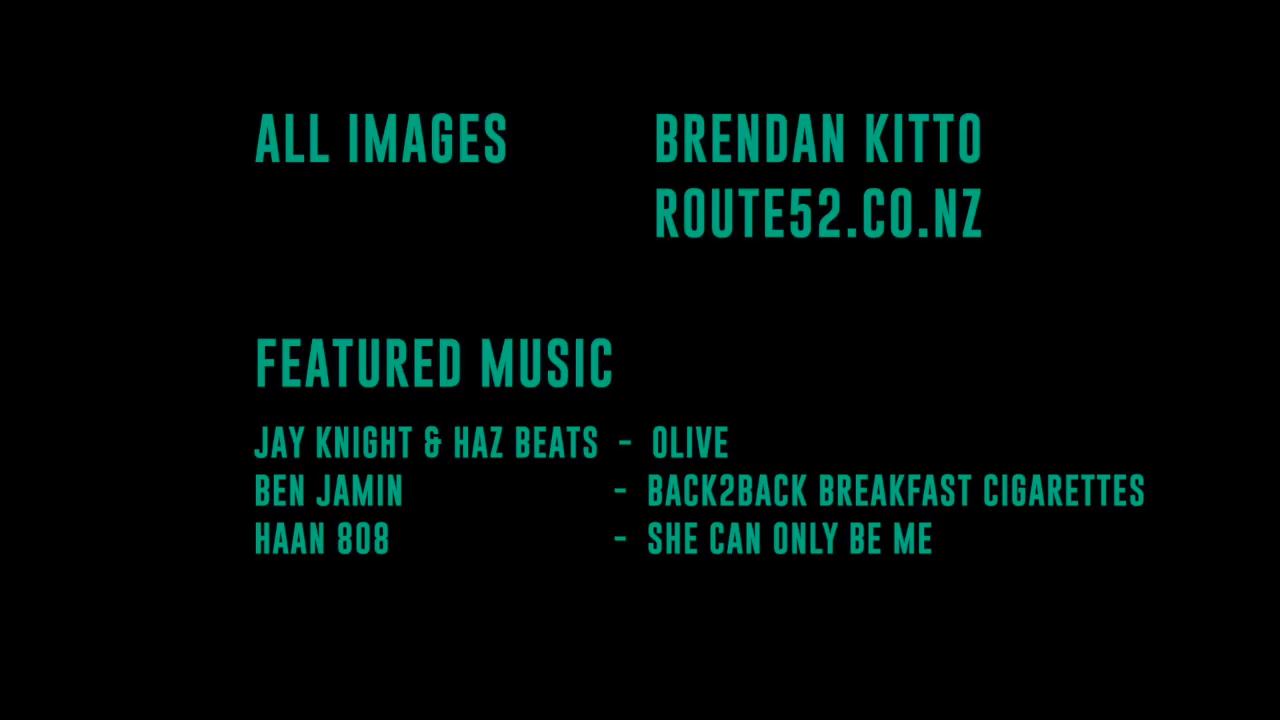 ALL IMAGES BRENDAN KITTO
ROUTE52.CO.NZ
FEATURED MUSIC
JAY KNIGHT & HAZ BEATS - OLIVE
BEN JAMIN - BACK2BACK BREAKFAST CIGARETTES
HAAN 808 - SHE CAN ONLY BE ME